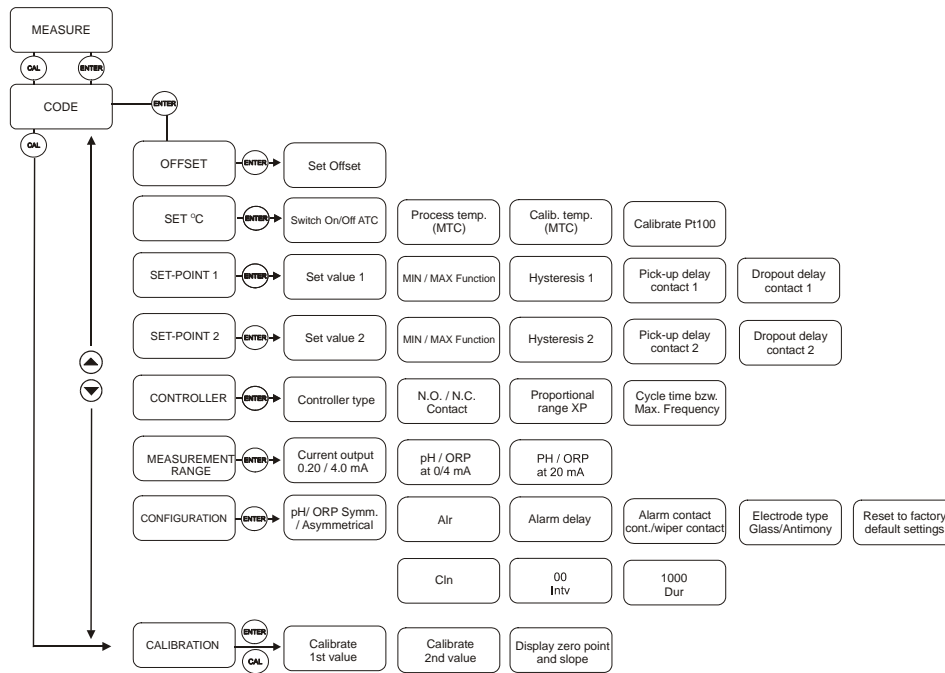 MEASURE
CAL
ENTER
CODE
ENTER
CAL
OFFSET
ENTER
Set Offset
SET °C
ENTER
Switch On/Off ATC
Process temp.
(MTC)
Calib. temp.
(MTC)
Calibrate Pt100
SET-POINT 1
ENTER
Set value 1
MIN / MAX Function
Hysteresis 1
Pick-up delay
contact 1
Dropout delay
contact 1
SET-POINT 2
ENTER
Set value 2
MIN / MAX Function
Hysteresis 2
Pick-up delay
contact 2
Dropout delay
contact 2
CONTROLLER
ENTER
Controller type
N.O. / N.C.
Contact
Proportional
range XP
Cycle time bzw.
Max. Frequency
MEASUREMENT
RANGE
ENTER
Current output
0.20 / 4.0 mA
pH / ORP
at 0/4 mA
PH / ORP
at 20 mA
CONFIGURATION
ENTER
pH/ ORP Symm.
/ Asymmetrical
Alr
Alarm delay
Alarm contact
cont./wiper contact
Electrode type
Glass/Antimony
Reset to factory
default settings
Cln
00
Intv
1000
Dur
CALIBRATION
ENTER
CAL
Calibrate
1st value
Calibrate
2nd value
Display zero point
and slope